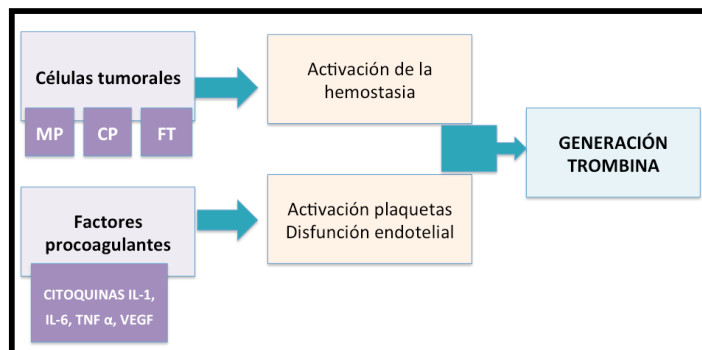 Células tumorales
MP
CP
FT
Activación de la
hemostasia
GENERACIÓN
TROMBINA
Factores
procoagulantes
CITOQUINAS IL-1,
IL-6, TNF α, VEGF
Activación plaquetas
Disfunción endotelial